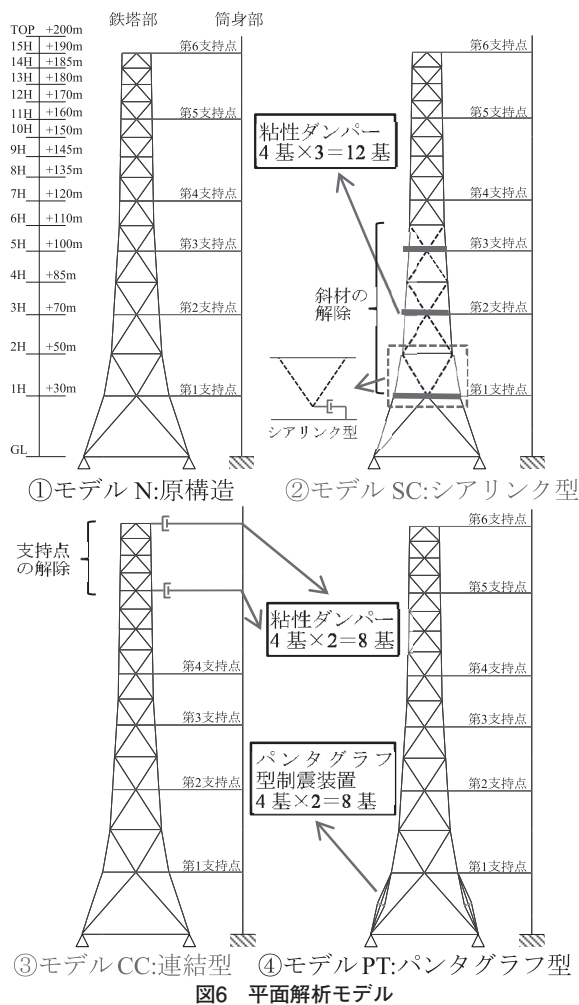 鉄塔部 筒身部
TOP +200m
15H +190m
14H +185m
13H +180m
12H +170m
11H +160m
10H +150m
9H +145m
8H +135m
7H +120m
6H +110m
5H +100m
4H +85m
3H +70m
2H +50m
1H +30m
GL
第6支持点
第5支持点
第4支持点
第3支持点
第2支持点
第1支持点
①モデル N:原構造
第6支持点
第5支持点
第4支持点
第3支持点
第2支持点
第1支持点
粘性ダンパー
4基×3=12基
斜材の
解除
シアリンク型
②モデル SC:シアリンク型
支持点
の解除
粘性ダンパー
4基×2=8基
第4支持点
第3支持点
第2支持点
第1支持点
③モデル CC:連結型
第6支持点
第5支持点
第4支持点
第3支持点
第2支持点
第1支持点
パンタグラフ
型制震装置
4基×2=8基
④モデル PT:パンタグラフ型
図6 平面解析モデル